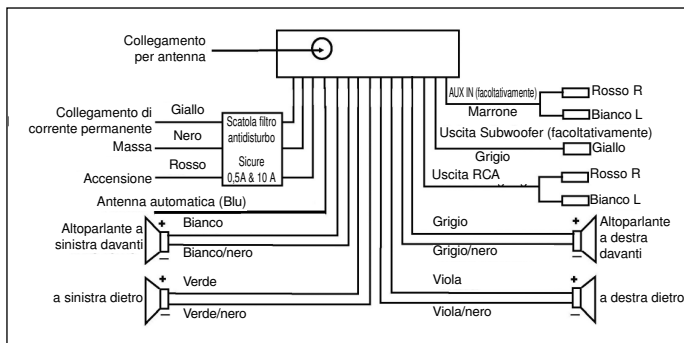 Collegamento
per antenna
AUX IN (facoltativamente)
Rosso R
Marrone
Bianco L
Collegamento di
corrente permanente
Giallo
Scatola filtro
antidisturbo
Massa
Nero
Sicure
0,5A & 10 A
Accensione
Rosso
Uscita Subwoofer (facoltativamente)
Giallo
Grigio
Uscita RCA
Rosso R
Bianco L
Antenna automatica (Blu)
Altoparlante a
sinistra davanti
+
Bianco
Bianco/nero
–
Grigio
Grigio/nero
+
Altoparlante
a destra
davanti
–
a sinistra dietro
+
Verde
Verde/nero
–
Viola
Viola/nero
+
a destra dietro
–